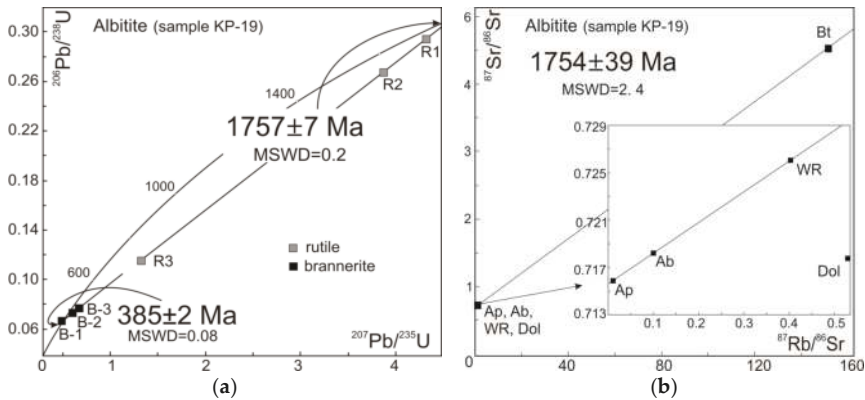 Albitite (sample KP-19)
206Pb/238U
0.30
0.26
0.22
0.18
0.14
0.10
0.06
0
1
2
3
4
207Pb/235U
1400
1000
600
R1
R2
R3
1757±7 Ma
MSWD=0.2
rutile
brannerite
B-3
B-2
B-1
385±2 Ma
MSWD=0.08
(a)
Albitite (sample KP-19)
87Sr/86Sr
1754±39 Ma
MSWD=2. 4
Bt
6
5
4
3
2
1
0
0
40
80
120
160
87Rb/86Sr
Ap, Ab,
WR, Dol
0.729
0.725
0.721
0.717
0.713
0.1
0.2
0.3
0.4
0.5
WR
Ab
Ap
Dol
(b)